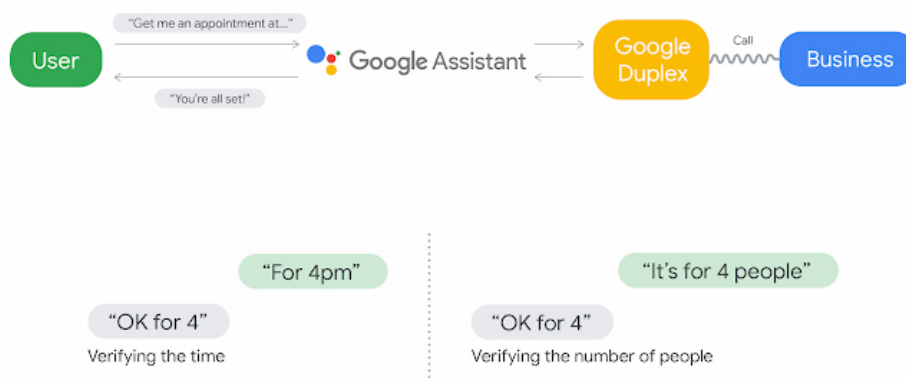 “Get me an appointment at...”
User
Google Assistant
Google
Duplex
Call
Business
“You’re all set!”
“For 4pm”
“OK for 4”
Verifying the time
“It’s for 4 people”
“OK for 4”
Verifying the number of people